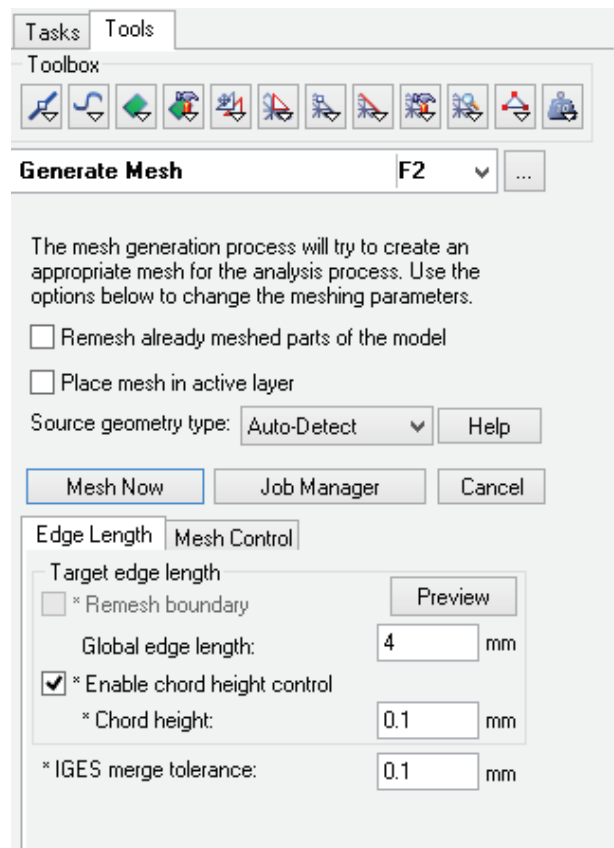 Tasks Tools
Toolbox
Generate Mesh F2 ...
The mesh generation process will try to create an
appropriate mesh for the analysis process. Use the
options below to change the meshing parameters.
Remesh already meshed parts of the model
Place mesh in active layer
Source geometry type: Auto-Detect Help
Mesh Now Job Manager Cancel
Edge Length Mesh Control
Target edge length
* Remesh boundary Preview
Global edge length: 4 mm
* Enable chord height control
* Chord height: 0.1 mm
* IGES merge tolerance: 0.1 mm